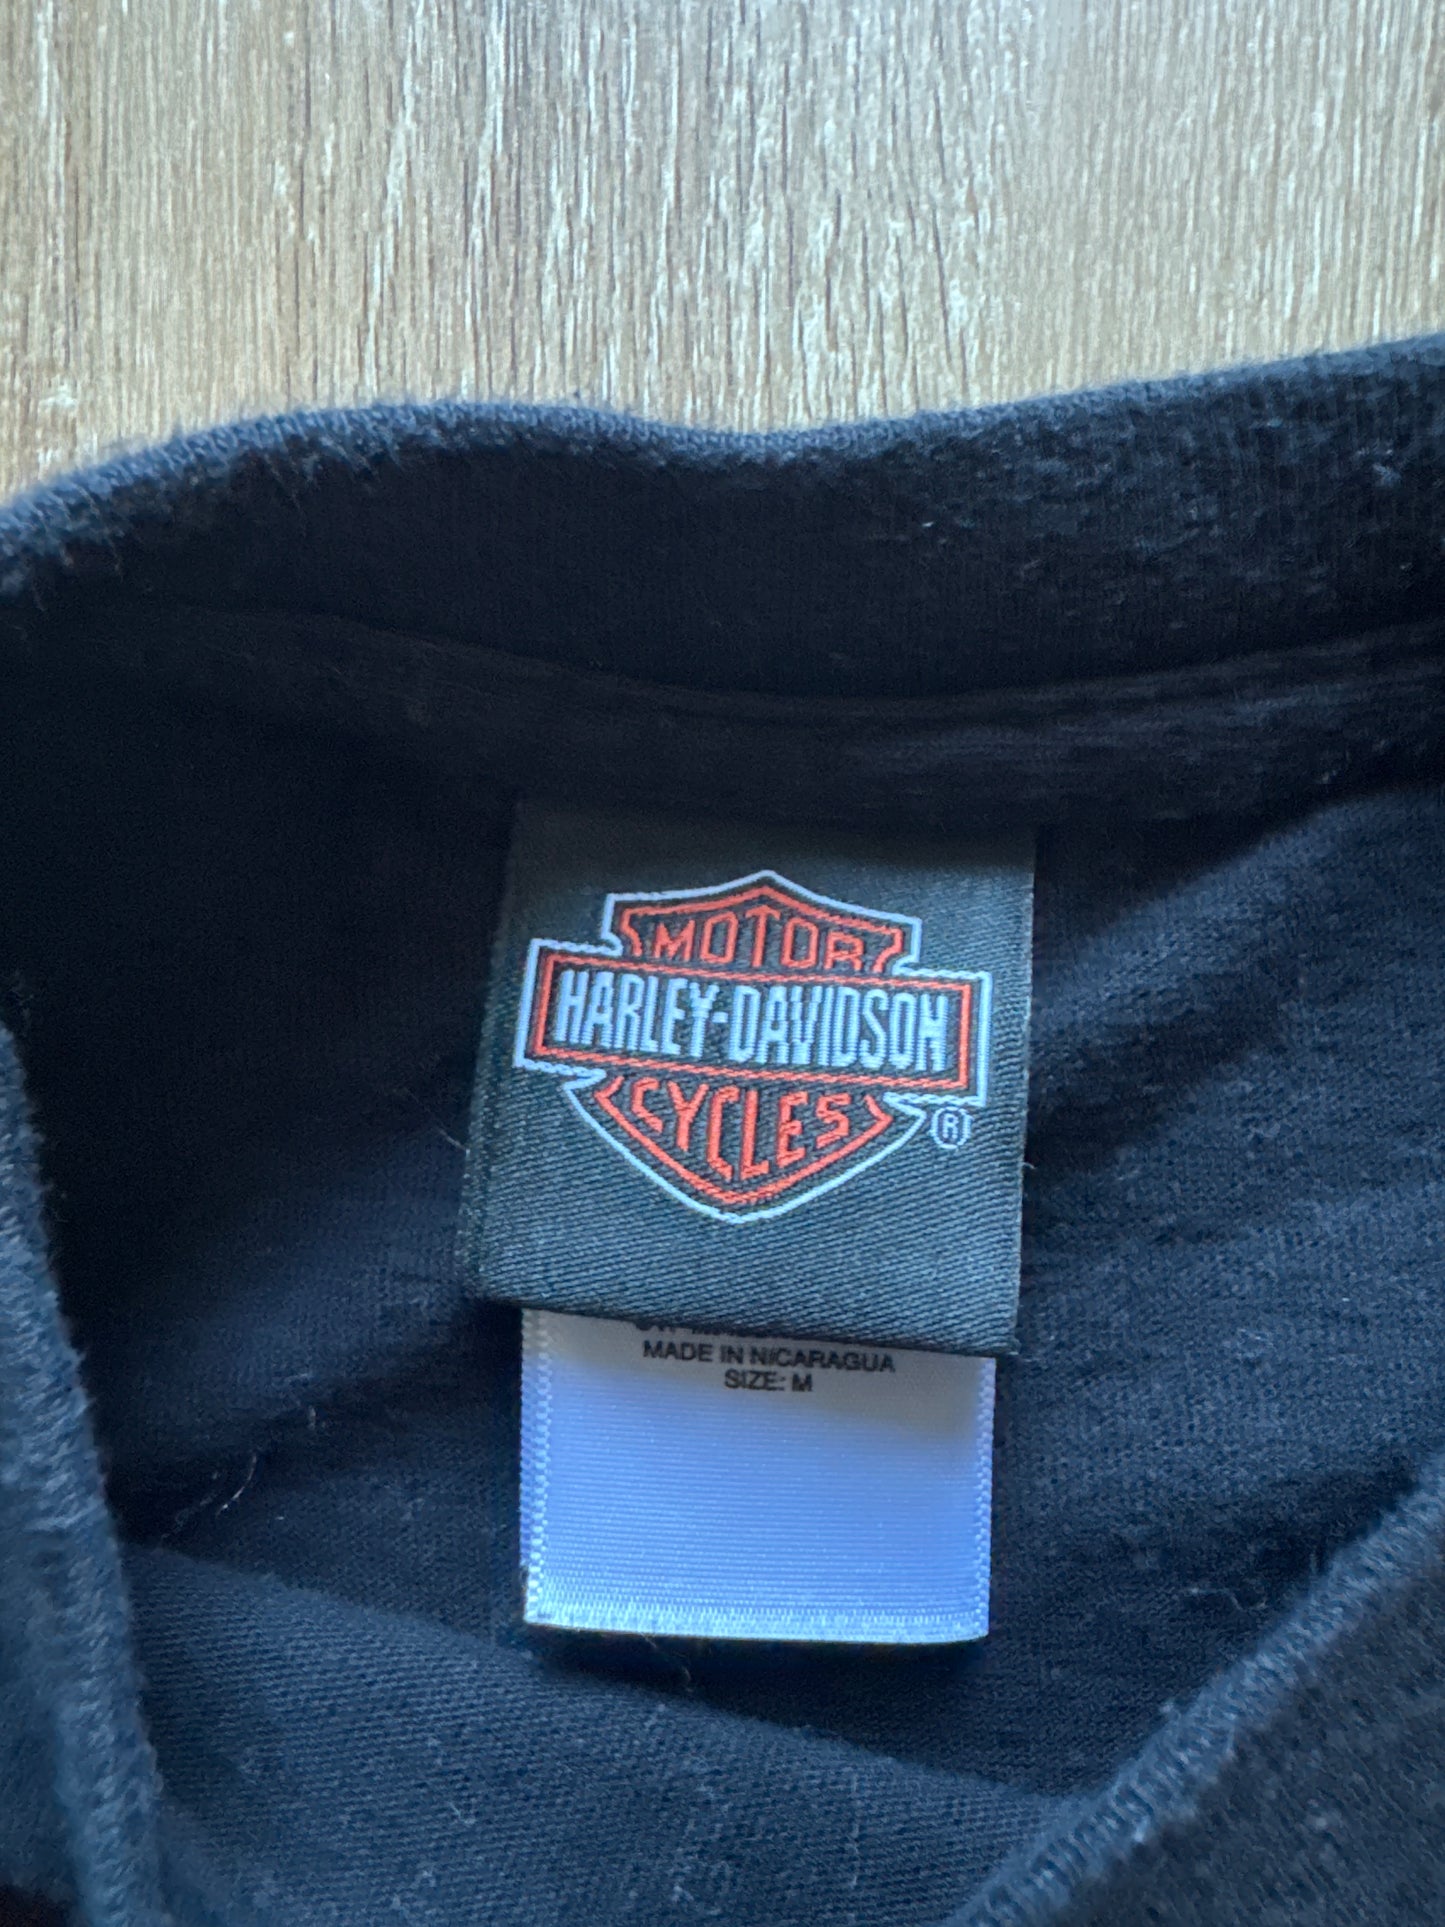 MOTOR
HARLEY-DAVIDSON
CYCLES
®
MADE IN NICARAGUA
SIZE: M